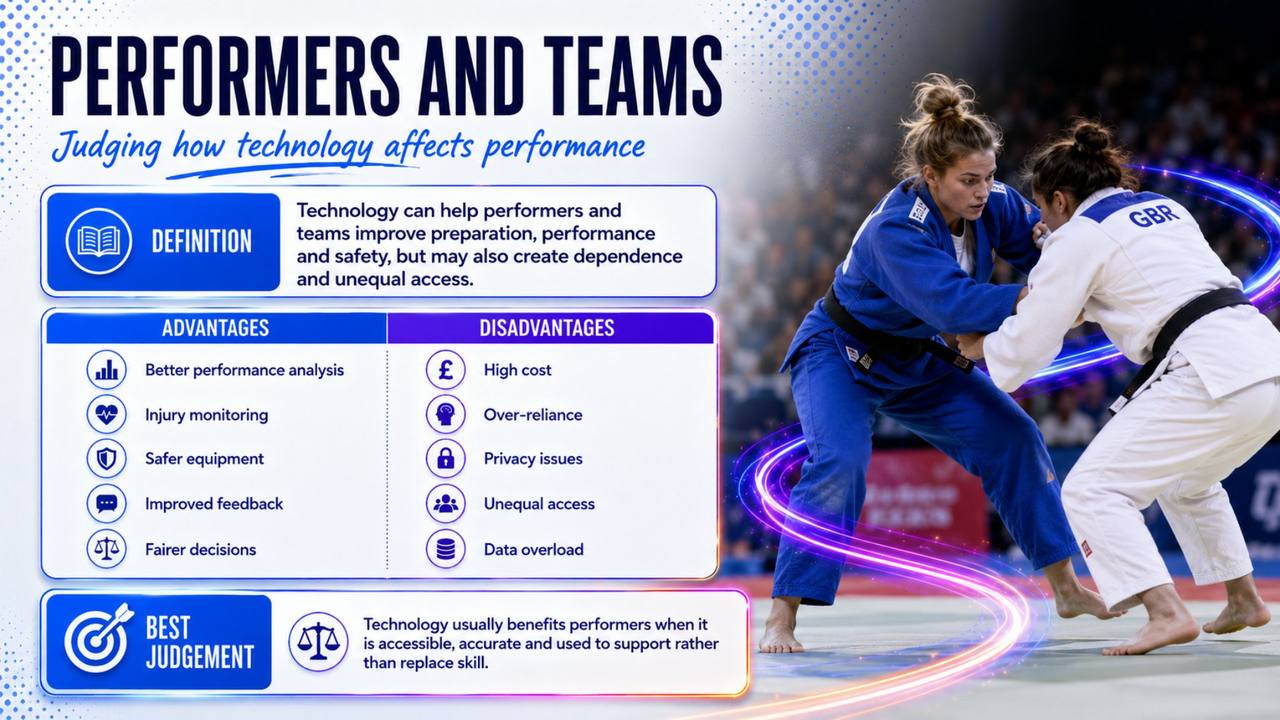 PERFORMERS AND TEAMS
Judging how technology affects performance
DEFINITION
Technology can help performers and
teams improve preparation, performance
and safety, but may also create dependence
and unequal access.
ADVANTAGES
Better performance analysis
Injury monitoring
Safer equipment
Improved feedback
Fairer decisions
DISADVANTAGES
£ High cost
Over-reliance
Privacy issues
Unequal access
Data overload
BEST
JUDGEMENT
Technology usually benefits performers when it
is accessible, accurate and used to support rather
than replace skill.
GBR